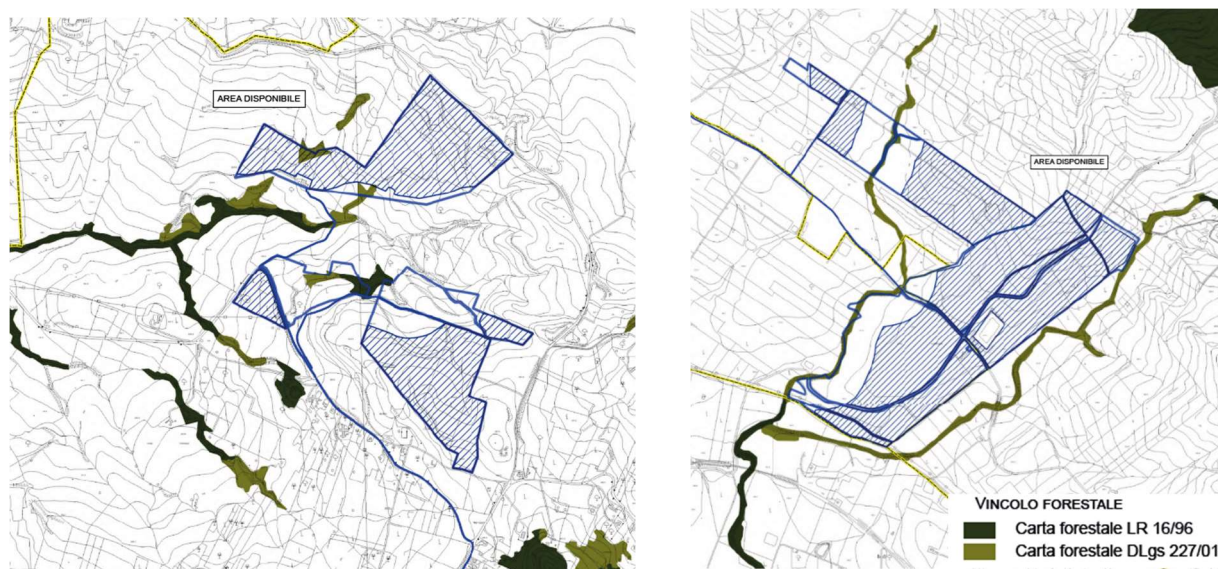 AREA DISPONIBILE
AREA DISPONIBILE
VINCOLO FORESTALE
Carta forestale LR 16/96
Carta forestale DLgs 227/01